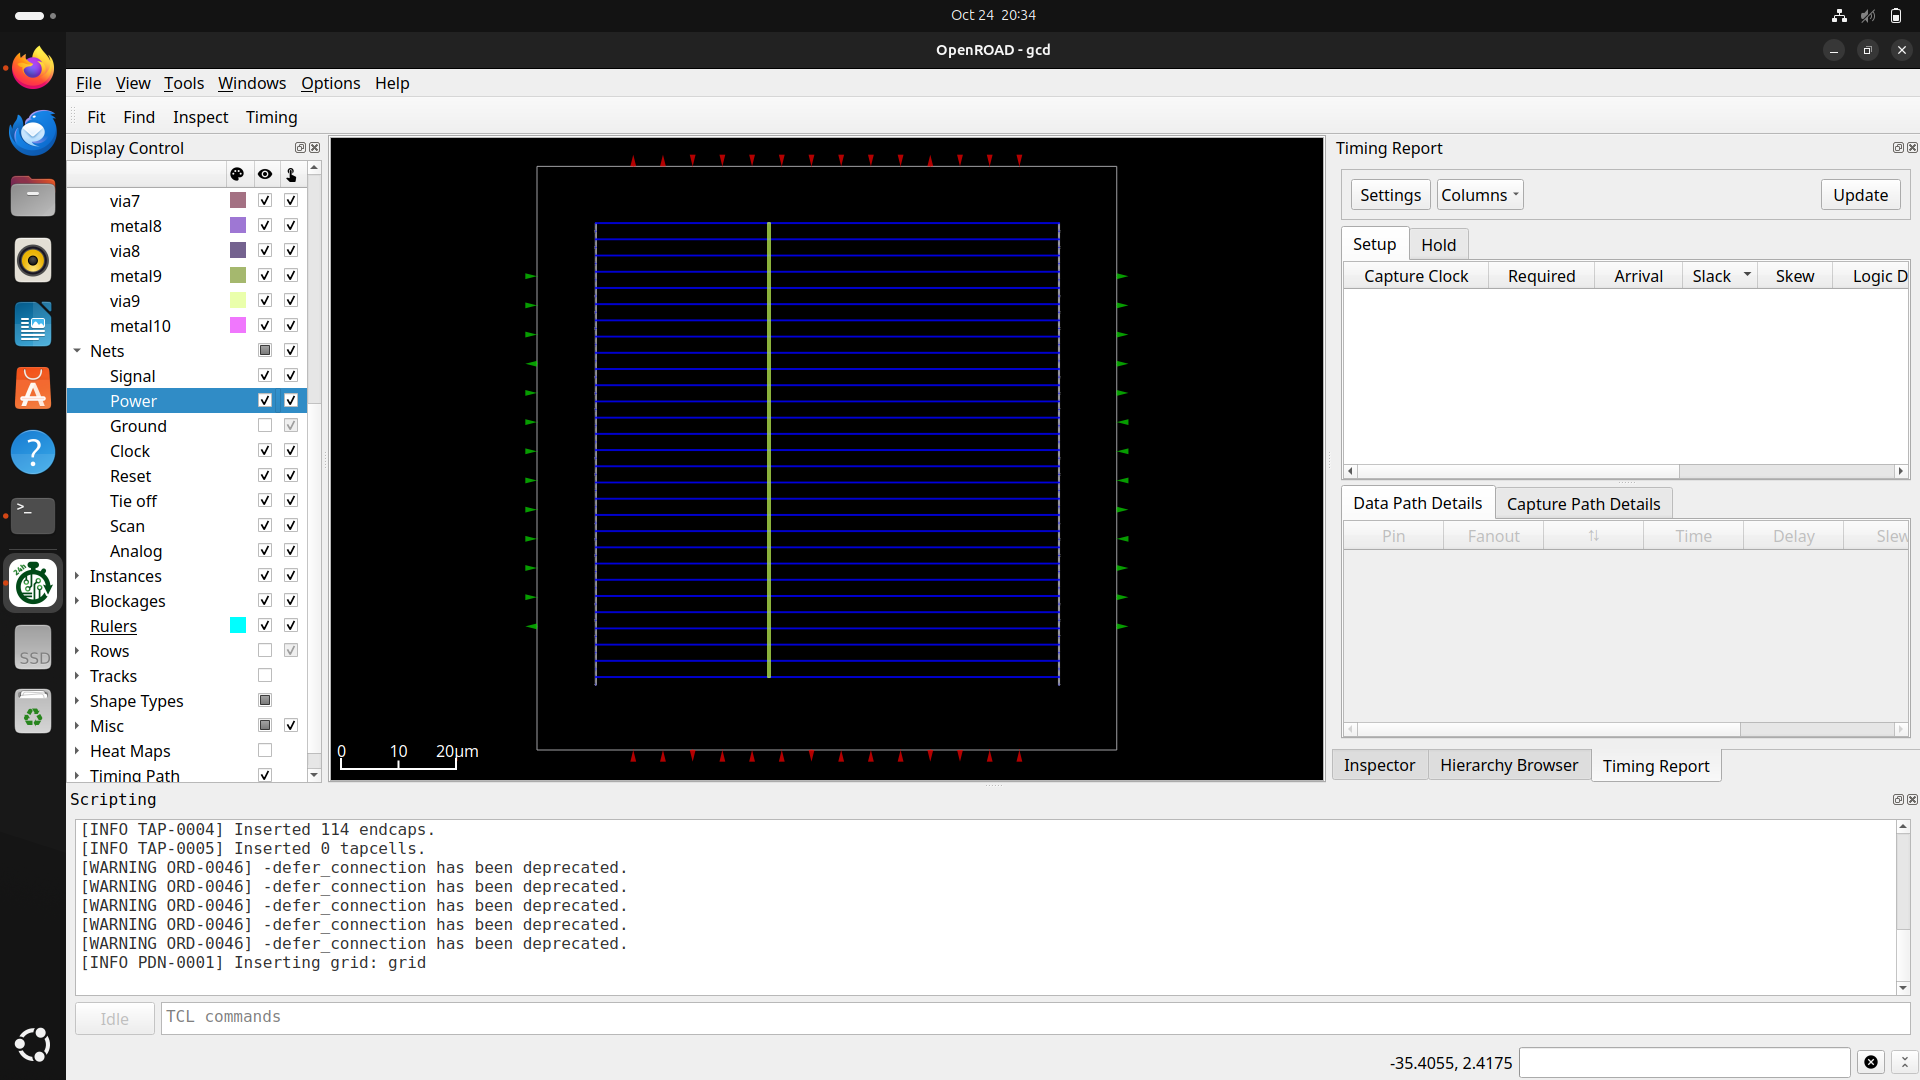 Oct 24 20:34
OpenROAD - gcd
File View Tools Windows Options Help
Fit Find Inspect Timing
Display Control
via7
metal8
via8
metal9
via9
metal10
Nets
Signal
Power
Ground
Clock
Reset
Tie off
Scan
Analog
Instances
Blockages
Rulers
Rows
Tracks
Shape Types
Misc
Heat Maps
Timing Path
0 10 20um
Timing Report
Settings Columns Update
Setup Hold
Capture Clock Required Arrival Slack Skew Logic D
Data Path Details Capture Path Details
Pin Fanout ⇅ Time Delay Slew
Inspector Hierarchy Browser Timing Report
Scripting
[INFO TAP-0004] Inserted 114 endcaps.
[INFO TAP-0005] Inserted 0 tapcells.
[WARNING ORD-0046] -defer_connection has been deprecated.
[WARNING ORD-0046] -defer_connection has been deprecated.
[WARNING ORD-0046] -defer_connection has been deprecated.
[WARNING ORD-0046] -defer_connection has been deprecated.
[WARNING ORD-0046] -defer_connection has been deprecated.
[INFO PDN-0001] Inserting grid: grid
Idle TCL commands
-35.4055, 2.4175
>_
24h
SSD